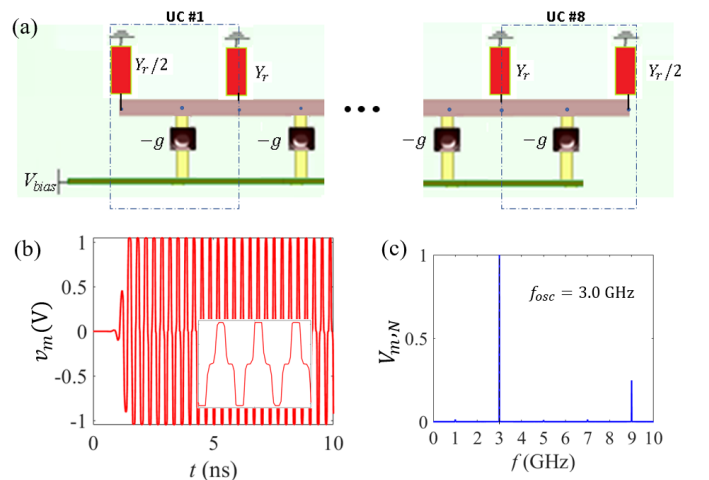 UC #1
UC #8
(a)
Y_r/2
Y_r
Y_r
Y_r/2
−g
−g
−g
−g
V_bias
(b)
1
0.5
0
-0.5
-1
v_m(V)
0
5
10
t (ns)
(c)
1
0.5
0
V_m,N
f_osc = 3.0 GHz
0 1 2 3 4 5 6 7 8 9 10
f (GHz)